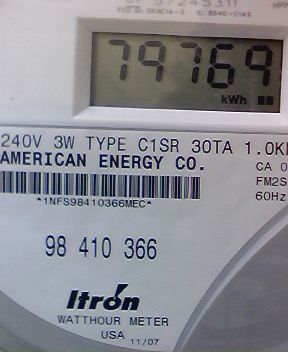 79769
kWh
240V 3W TYPE C1SR 30TA 1.0K
AMERICAN ENERGY CO.
CA 0
*1NFS98410366MEC*
FM2S
60Hz
98 410 366
Itron
WATTHOUR METER
USA 11/07